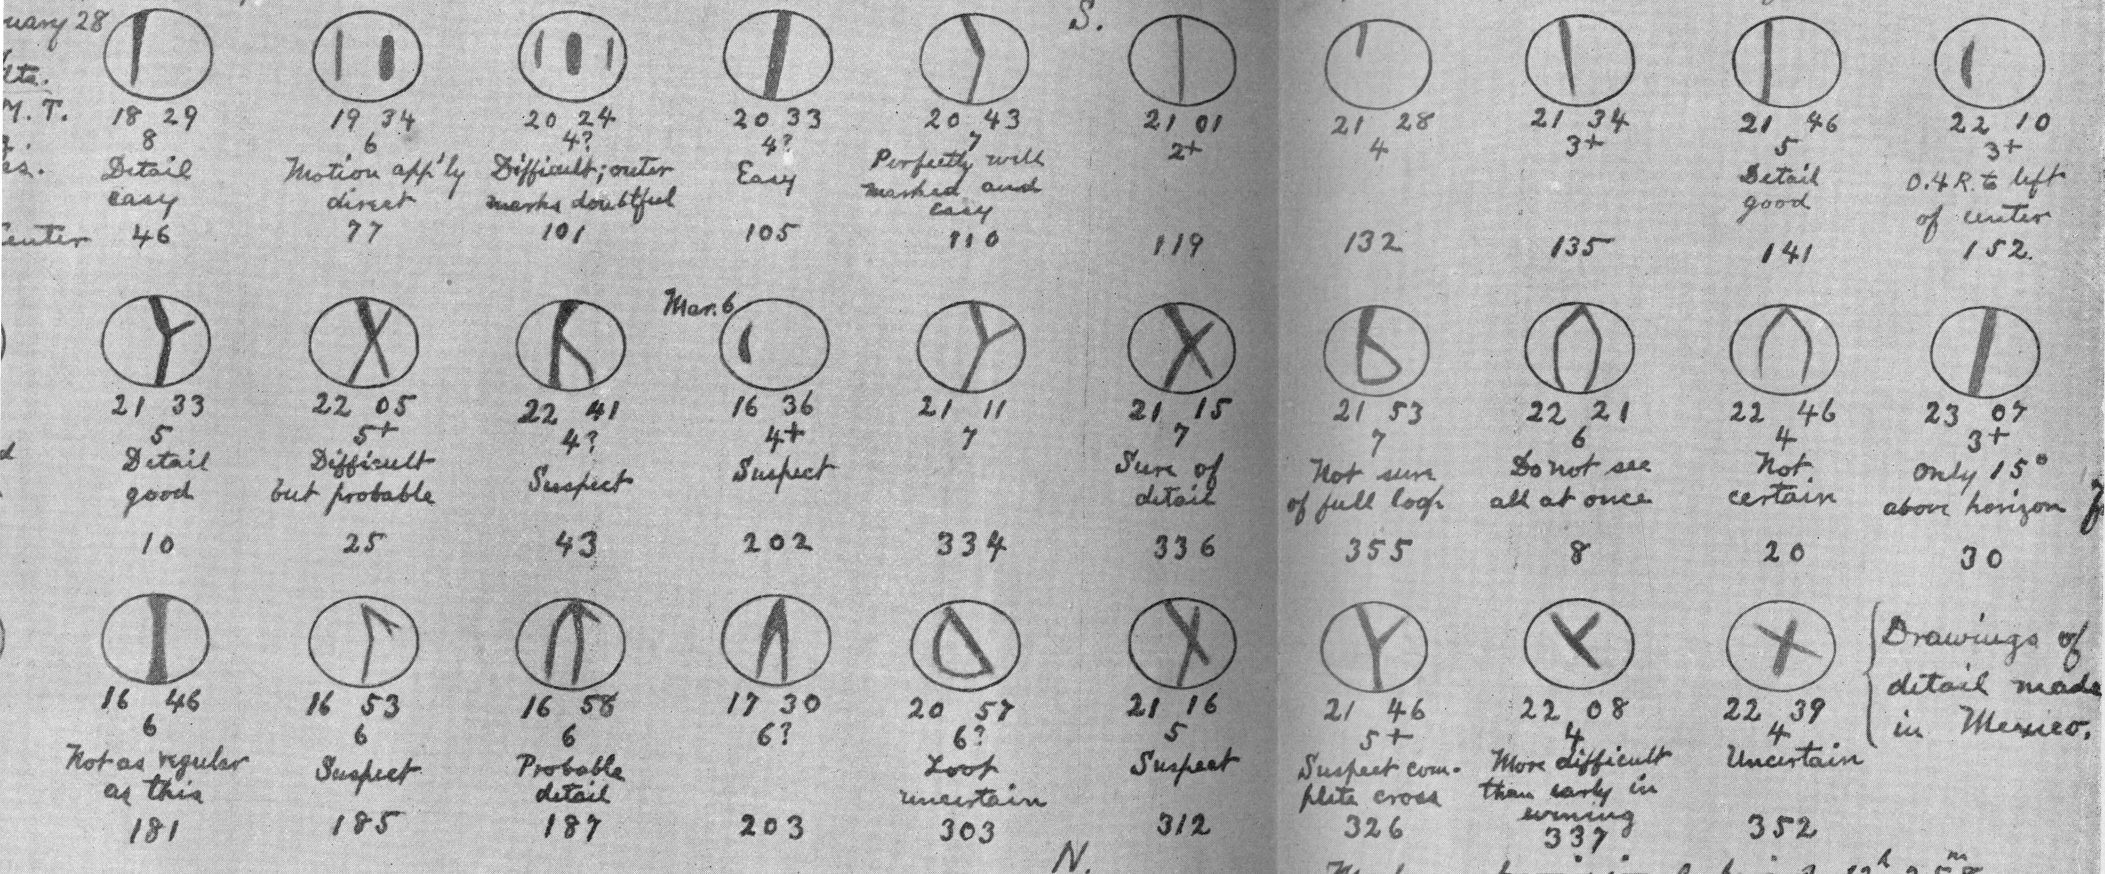 uary 28
S.
lte.
M. T.
18 29 19 34 20 24 20 33 20 43 21 01 21 28 21 34 21 46 22 10
8 6 4? 4? 7 2+ 4 3+ 5 3+
es. Detail Motion app'ly Difficult; outer Easy Perfectly well Detail 0.4 R. to left
easy direct marks doubtful marked and good of center
easy
Center 46 77 101 105 110 119 132 135 141 152.
Mar. 6
21 33 22 05 22 41 16 36 21 11 21 15 21 53 22 21 22 46 23 07
5 5+ 4? 4+ 7 7 7 6 4 3+
d Detail Difficult Suspect Suspect Sure of Not sure Do not see Not Only 15°
good but probable detail of full loop all at once certain above horizon
10 25 43 202 334 336 355 8 20 30
16 46 16 53 16 58 17 30 20 57 21 16 21 46 22 08 22 39
6 6 6 6? 6? 5 5+ 4 4
Not as regular Suspect Probable Loop Suspect Suspect com- More difficult Uncertain
as this detail uncertain plete cross than early in
evening
181 185 187 203 303 312 326 337 352
Drawings of
detail made
in Mexico.
N.